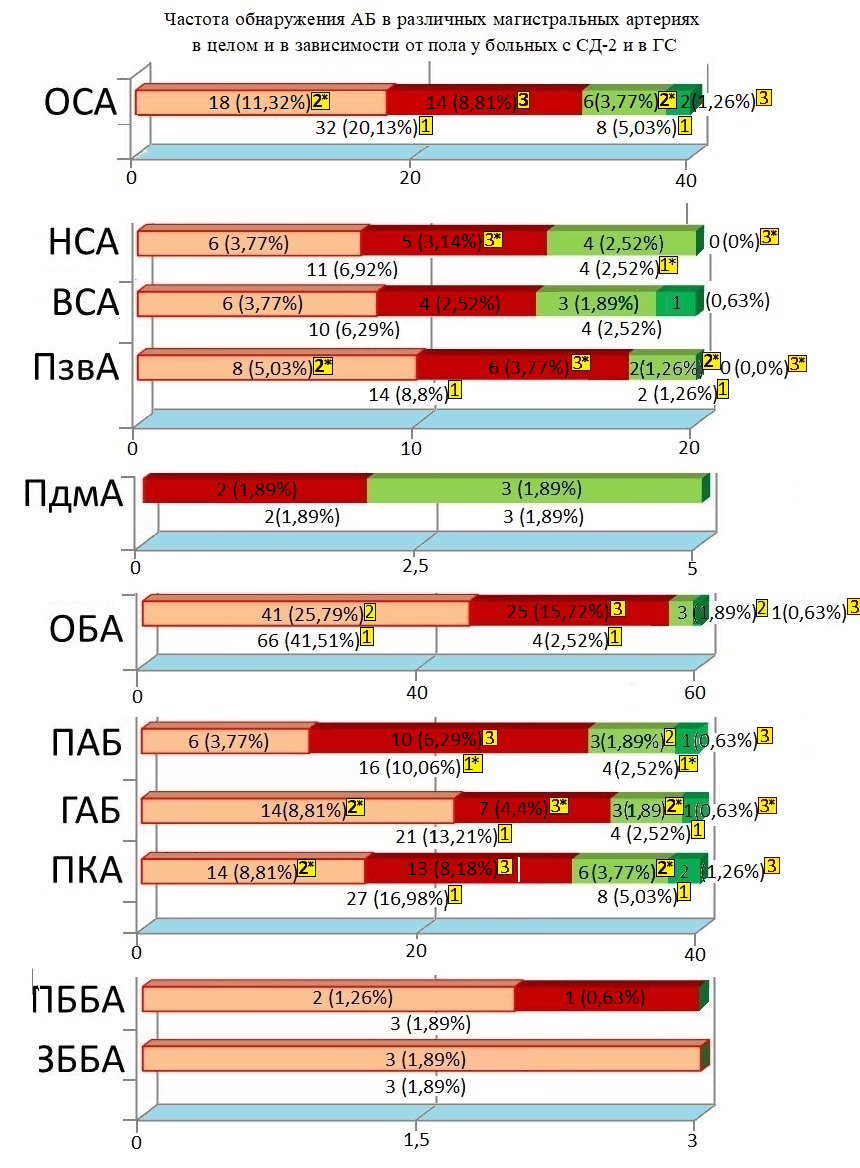 Частота обнаружения АБ в различных магистральных артериях
в целом и в зависимости от пола у больных с СД-2 и в ГС
ОСА 18 (11,32%)2* 14 (8,81%)3 6(3,77%)2* 2(1,26%)3
32 (20,13%)1 8 (5,03%)1
0 20 40
НСА 6 (3,77%) 5 (3,14%)3* 4 (2,52%) 0(0%)3*
11 (6,92%) 4 (2,52%)1*
ВСА 6 (3,77%) 4 (2,52%) 3 (1,89%) 1 (0,63%)
10 (6,29%) 4 (2,52%)
ПзвА 8 (5,03%)2* 6 (3,77%)3* 2(1,26%)2* 0(0,0%)3*
14 (8,8%)1 2 (1,26%)1
0 10 20
ПдмА 2 (1,89%) 3 (1,89%)
2(1,89%) 3 (1,89%)
0 2,5 5
ОБА 41 (25,79%)2 25 (15,72%)3 3(1,89%)2 1(0,63%)3
66 (41,51%)1 4(2,52%)1
0 40 60
ПАБ 6 (3,77%) 10 (6,29%)3 3(1,89%)2 1(0,63%)3
16 (10,06%)1* 4(2,52%)1*
ГАБ 14(8,81%)2* 7 (4,4%)3* 3(1,89)2* 1(0,63%)3*
21 (13,21%)1 4 (2,52%)1
ПКА 14 (8,81%)2* 13 (8,18%)3 6(3,77%)2* 2(1,26%)3
27 (16,98%)1 8 (5,03%)1
0 20 40
ПББА 2 (1,26%) 1 (0,63%)
3 (1,89%)
ЗББА 3 (1,89%)
3 (1,89%)
0 1,5 3